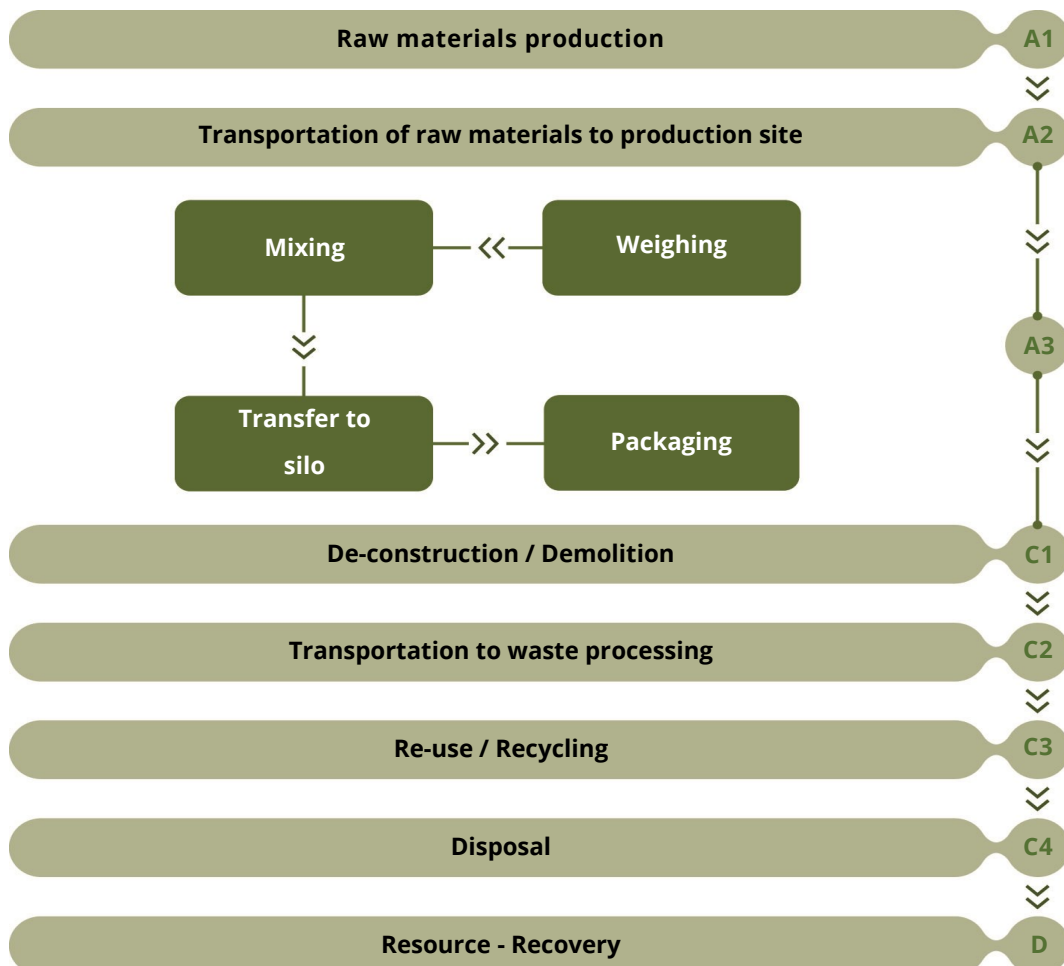 Raw materials production
A1
Transportation of raw materials to production site
A2
Mixing
Weighing
A3
Transfer to
silo
Packaging
De-construction / Demolition
C1
Transportation to waste processing
C2
Re-use / Recycling
C3
Disposal
C4
Resource - Recovery
D